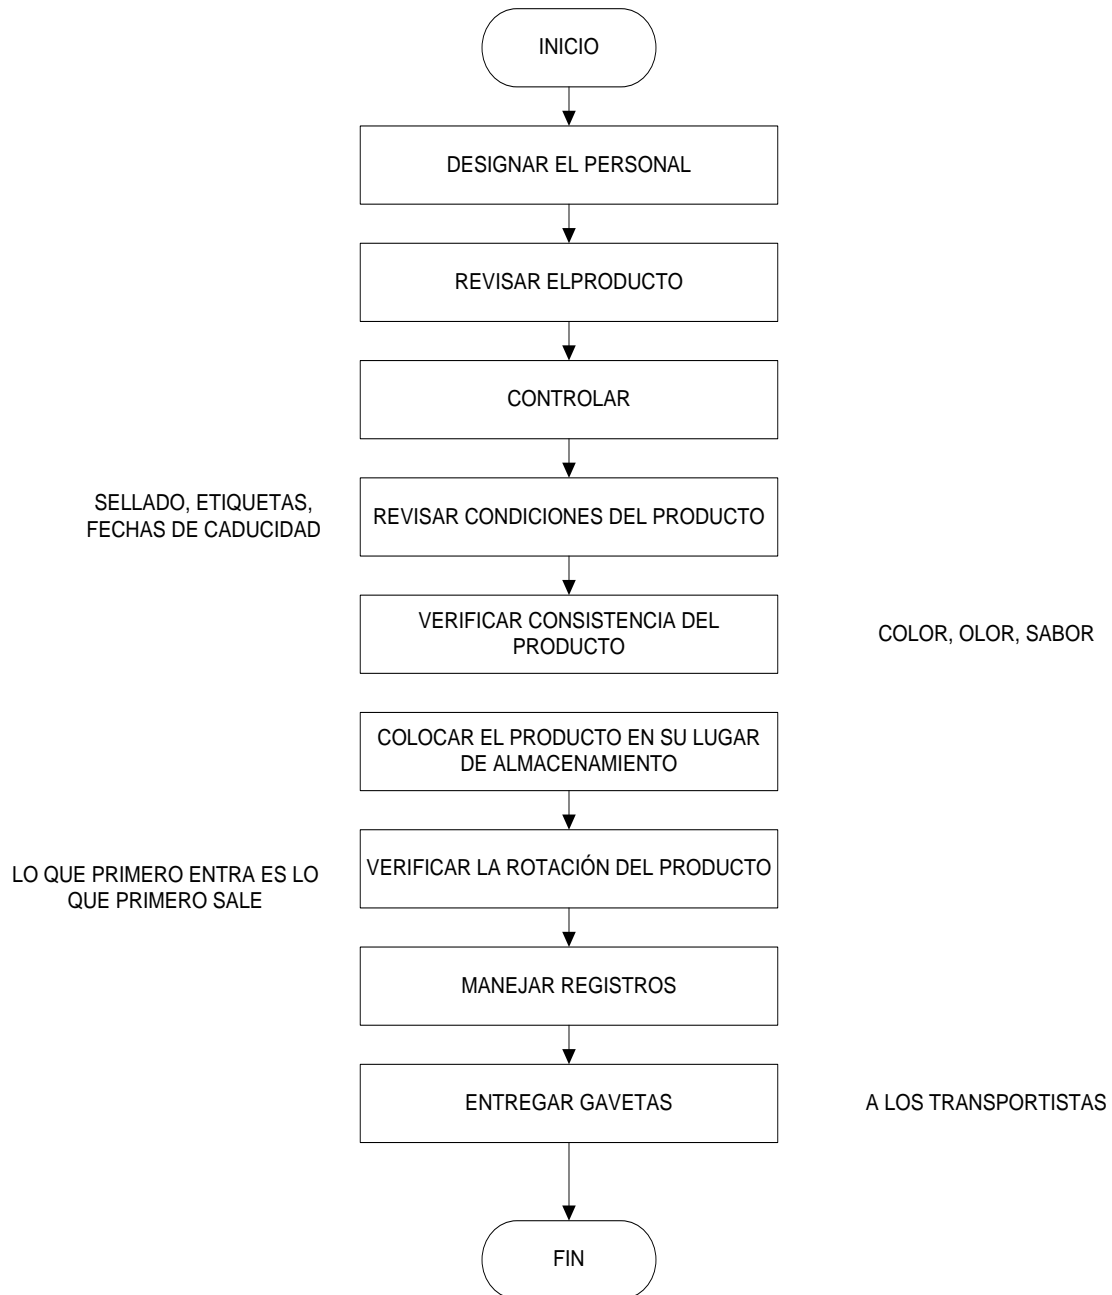 INICIO
DESIGNAR EL PERSONAL
REVISAR ELPRODUCTO
CONTROLAR
SELLADO, ETIQUETAS,
FECHAS DE CADUCIDAD
REVISAR CONDICIONES DEL PRODUCTO
VERIFICAR CONSISTENCIA DEL
PRODUCTO
COLOR, OLOR, SABOR
COLOCAR EL PRODUCTO EN SU LUGAR
DE ALMACENAMIENTO
LO QUE PRIMERO ENTRA ES LO
QUE PRIMERO SALE
VERIFICAR LA ROTACIÓN DEL PRODUCTO
MANEJAR REGISTROS
ENTREGAR GAVETAS
A LOS TRANSPORTISTAS
FIN